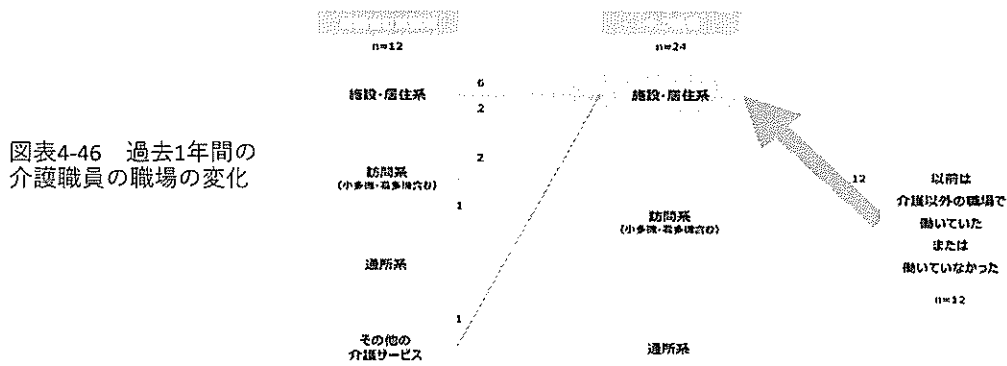 図表4-46 過去1年間の
介護職員の職場の変化
n=12
施設・居住系
訪問系
(小多機・看多機含む)
通所系
その他の
介護サービス
6
2
2
1
1
n=24
施設・居住系
訪問系
(小多機・看多機含む)
通所系
12
以前は
介護以外の職場で
働いていた
または
働いていなかった
n=12